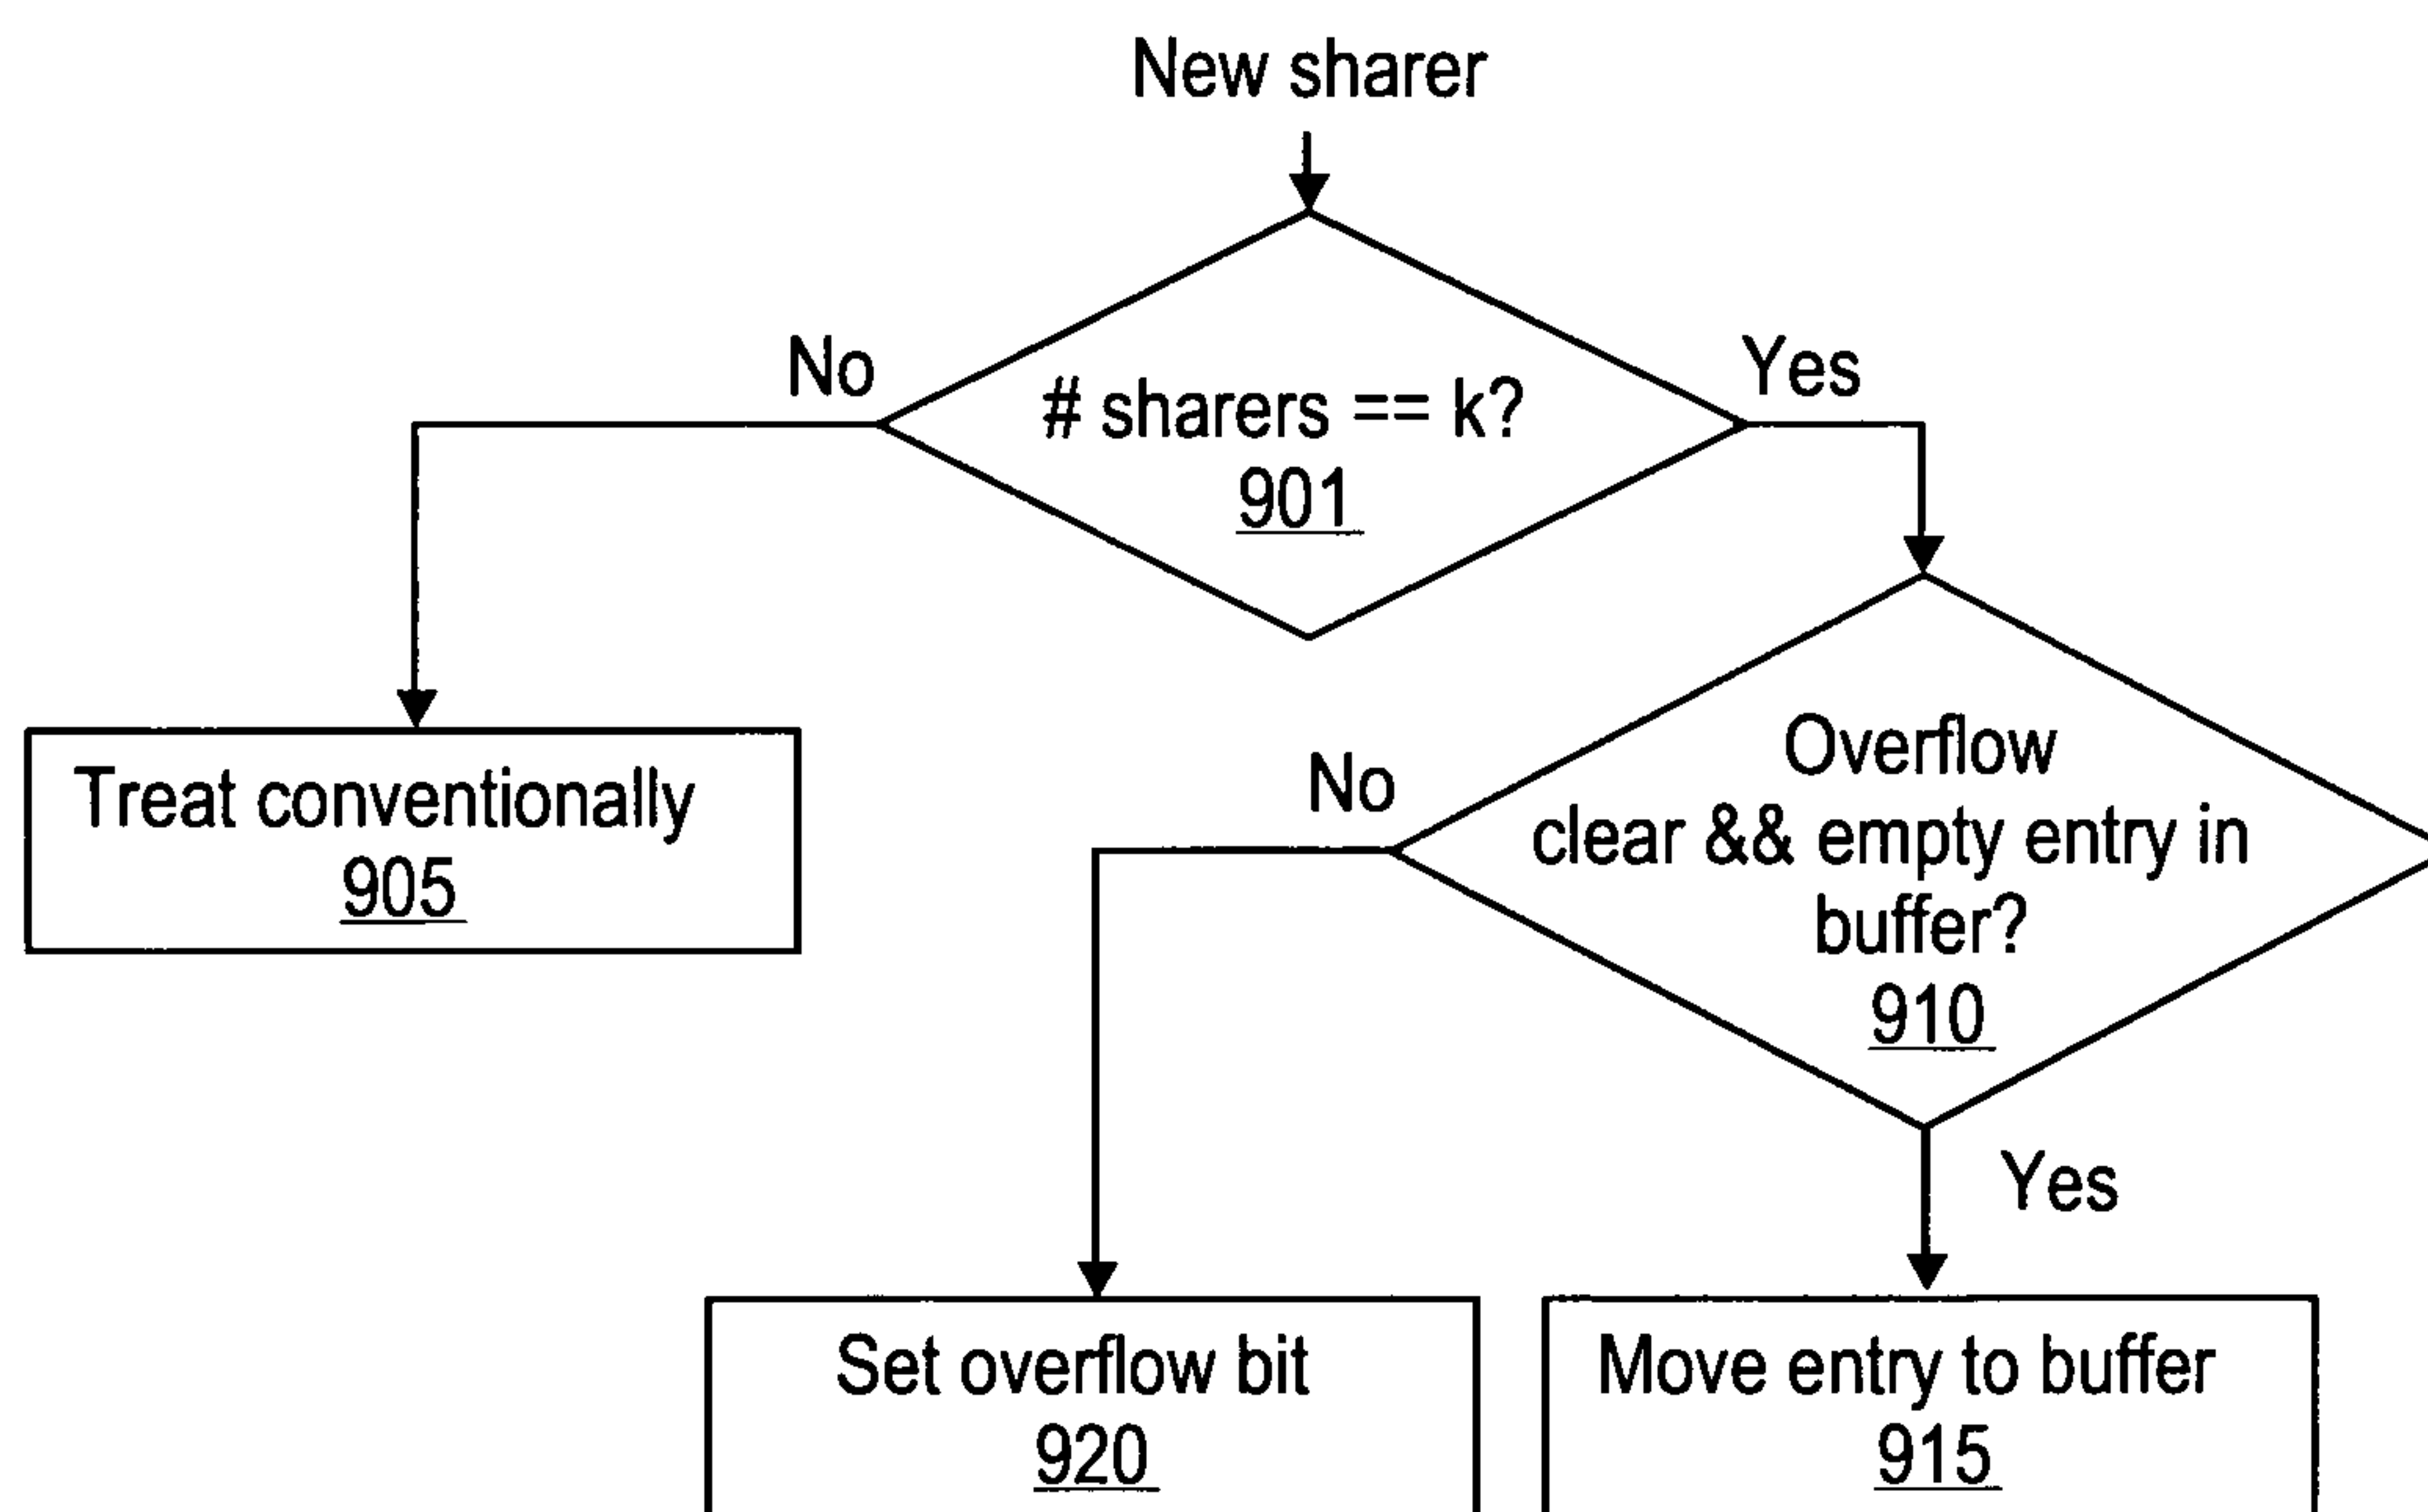 New sharer
No
Yes
# sharers == k?
901
Treat conventionally
905
No
Overflow
clear && empty entry in
buffer?
910
Yes
Set overflow bit
920
Move entry to buffer
915